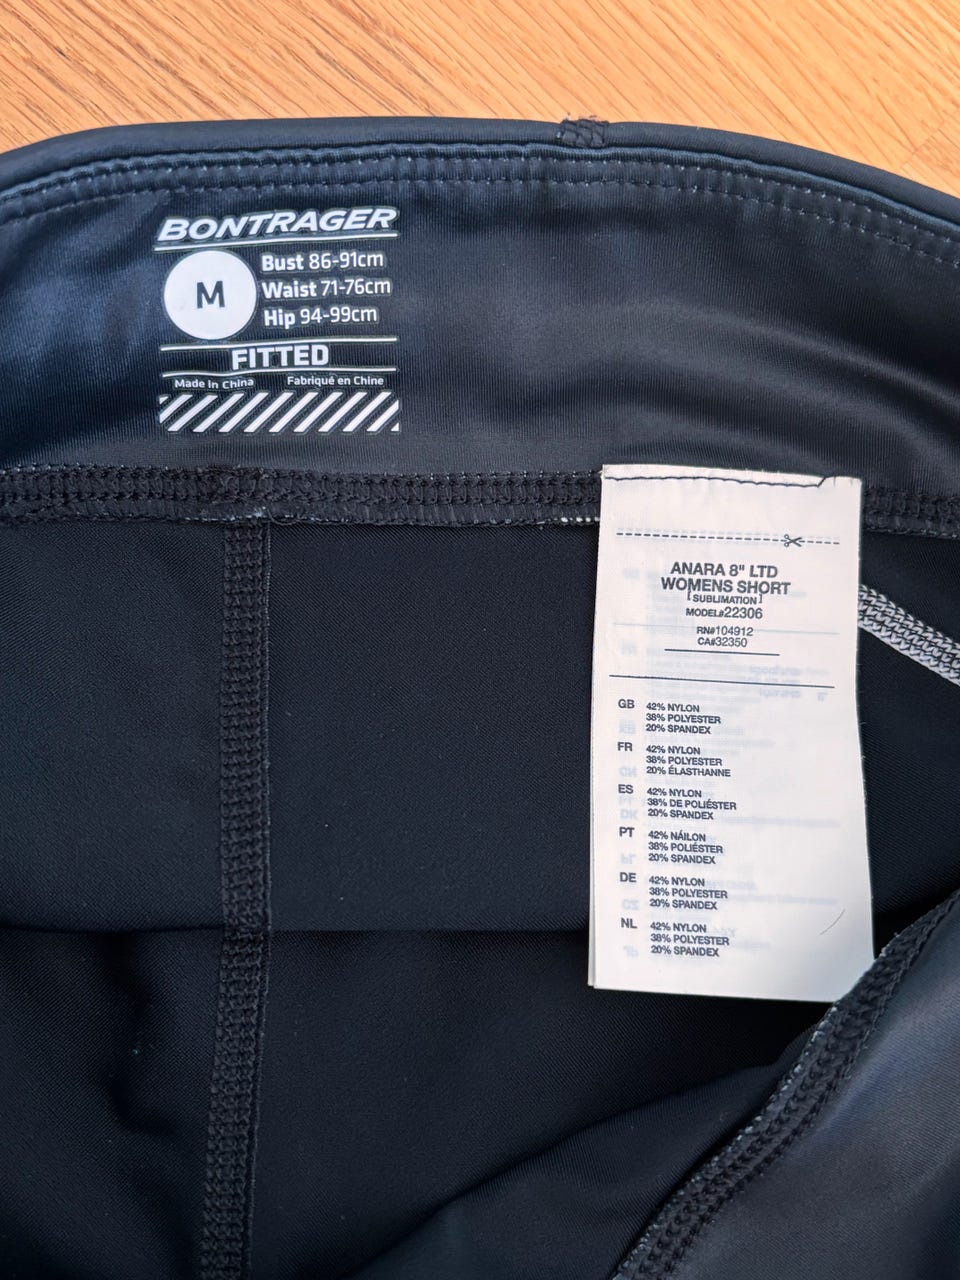 BONTRAGER
M
Bust 86-91cm
Waist 71-76cm
Hip 94-99cm
FITTED
Made In China Fabriqué en Chine
ANARA 8" LTD
WOMENS SHORT
[SUBLIMATION]
MODEL#22306
RN#104912
CA#32350
GB 42% NYLON
38% POLYESTER
20% SPANDEX
FR 42% NYLON
38% POLYESTER
20% ÉLASTHANNE
ES 42% NYLON
38% DE POLIÉSTER
20% SPANDEX
PT 42% NÁILON
38% POLIÉSTER
20% SPANDEX
DE 42% NYLON
38% POLYESTER
20% SPANDEX
NL 42% NYLON
38% POLYESTER
20% SPANDEX